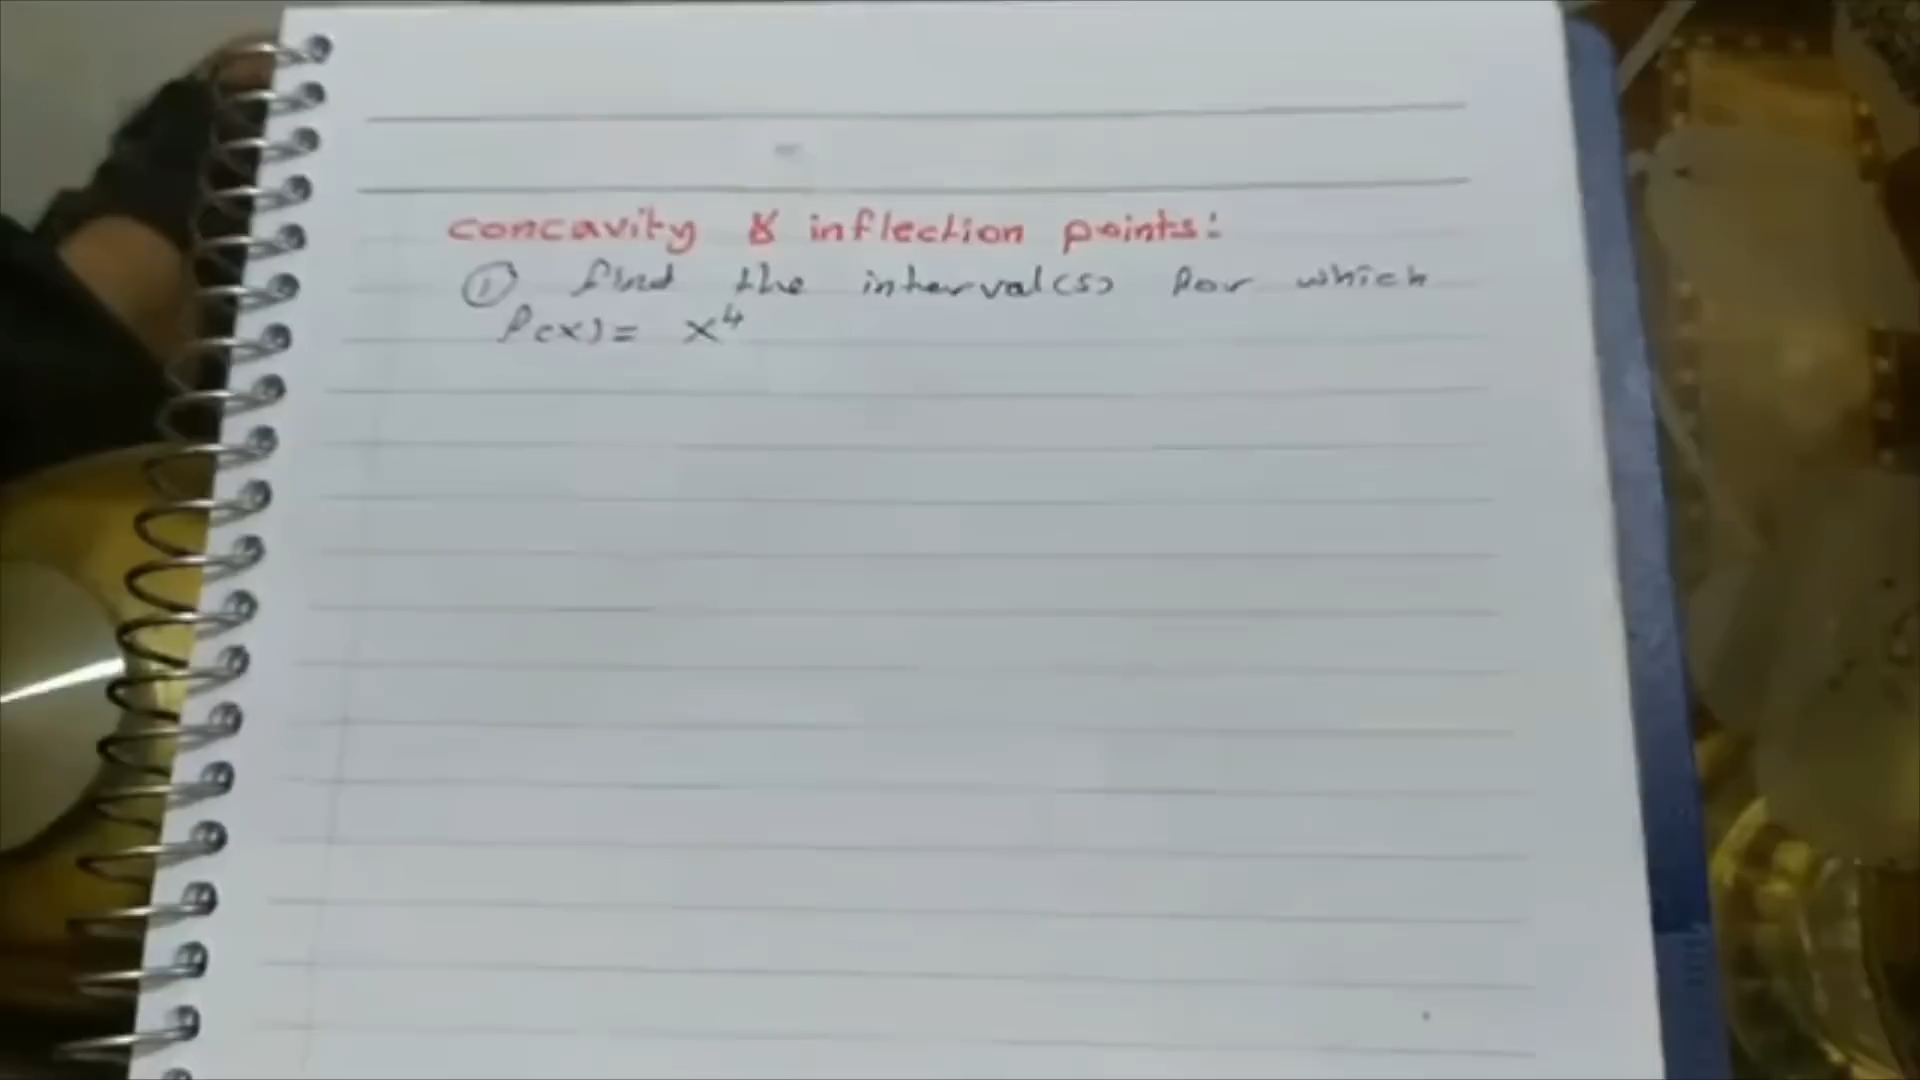 concavity & inflection points:
① find the interval(s) for which
f(x) = x⁴